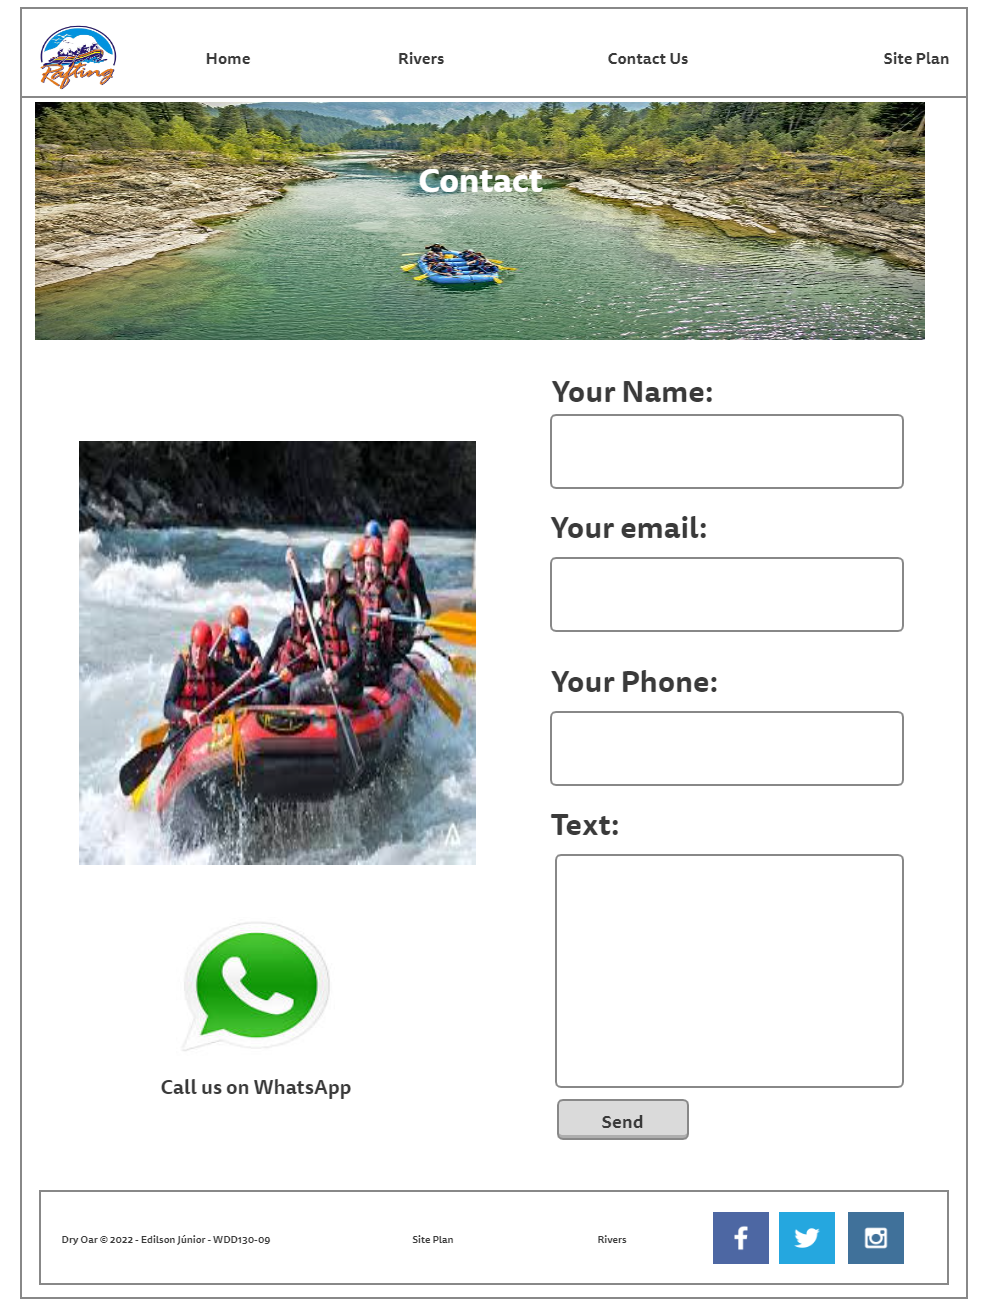 Rafting
Home
Rivers
Contact Us
Site Plan
Contact
Your Name:
Your email:
Your Phone:
Text:
Call us on WhatsApp
Send
Dry Oar © 2022 - Edilson Júnior - WDD130-09
Site Plan
Rivers